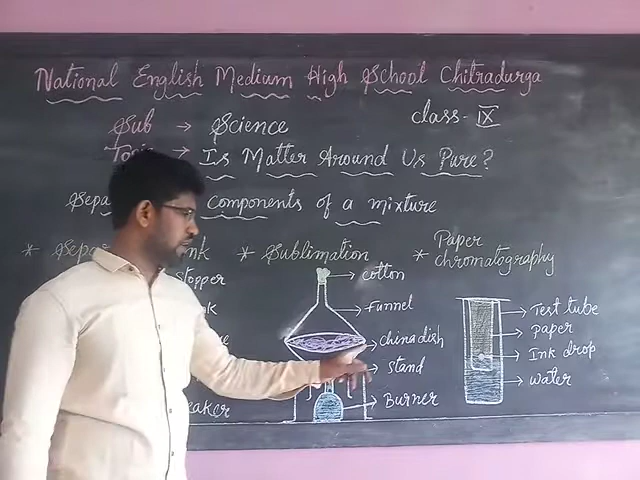 National English Medium High School Chitradurga
Sub → Science
class - IX
→ Is Matter Around Us Pure?
components of a mixture
* Sublimation
* Paper chromatography
stopper
cotton
Funnel
china dish
stand
Burner
Test tube
paper
Ink drop
water